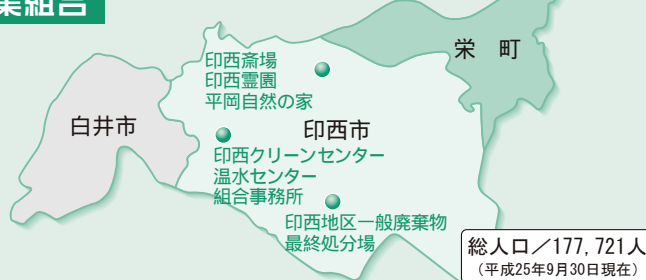 集組合
栄 町
印西斎場
印西霊園
平岡自然の家
白井市
印西市
印西クリーンセンター
温水センター
組合事務所
印西地区一般廃棄物
最終処分場
総人口／177,721人
（平成25年9月30日現在）